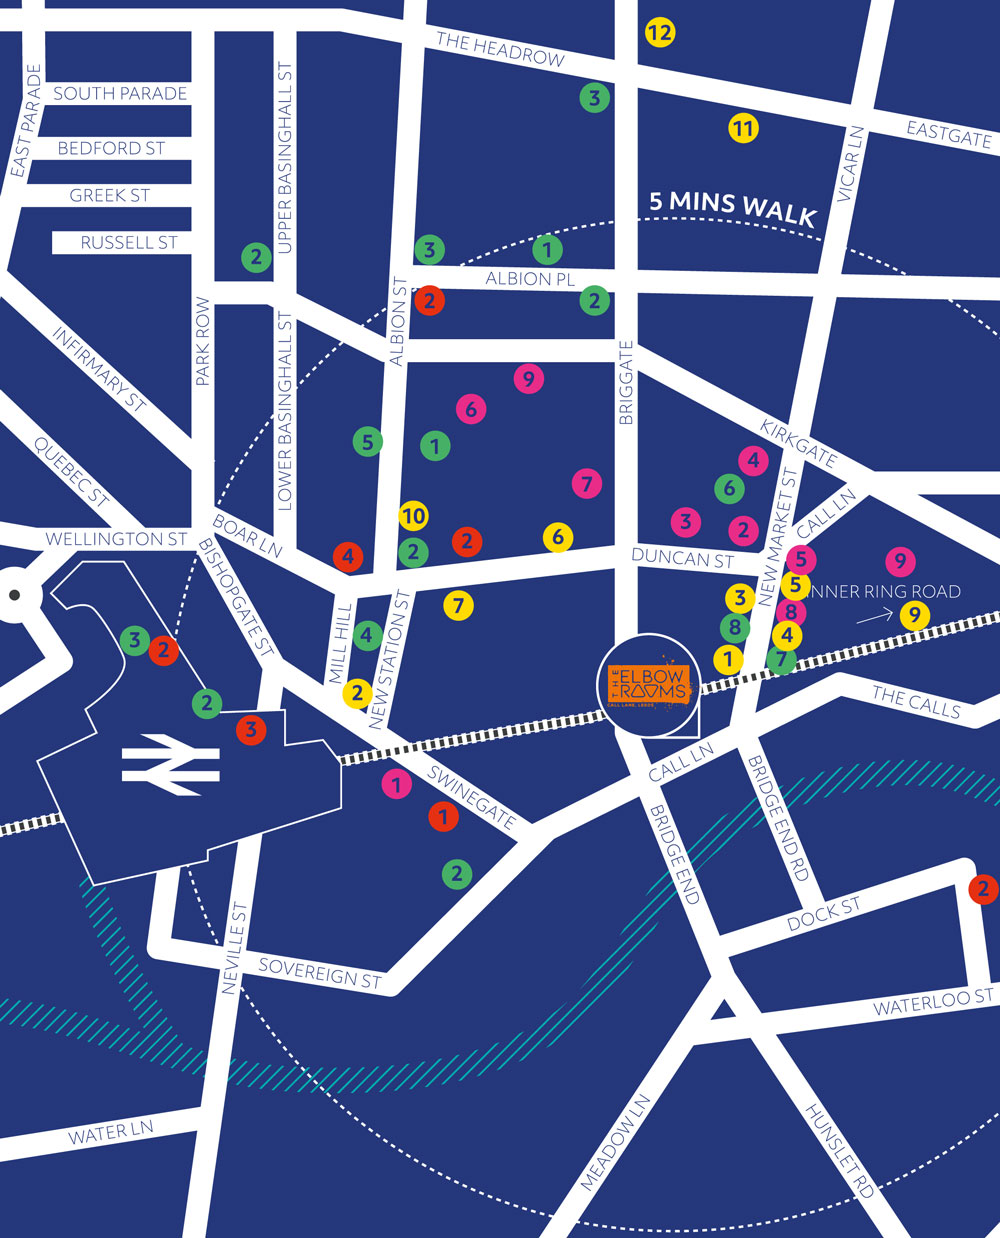 12
THE HEADROW
EAST PARADE
SOUTH PARADE
UPPER BASINGHALL ST
3
11
EASTGATE
BEDFORD ST
VICAR LN
GREEK ST
5 MINS WALK
RUSSELL ST
2
3
1
ALBION PL
2
2
ALBION ST
PARK ROW
INFIRMARY ST
LOWER BASINGHALL ST
BRIGGATE
9
6
KIRKGATE
5
1
4
QUEBEC ST
7
6
NEW MARKET ST
CALL LN
10
3
2
BOAR LN
WELLINGTON ST
6
2
2
4
DUNCAN ST
5
9
BISHOPGATE ST
5
INNER RING ROAD
3
7
8
9
MILL HILL
NEW STATION ST
4
8
4
3
2
1
7
THE
ELBOW
ROOMS
CALL LANE, LEEDS
2
2
THE CALLS
3
CALL LN
1
SWINEGATE
BRIDGE END RD
1
BRIDGE END
2
2
DOCK ST
NEVILLE ST
SOVEREIGN ST
WATERLOO ST
WATER LN
MEADOW LN
HUNSLET RD